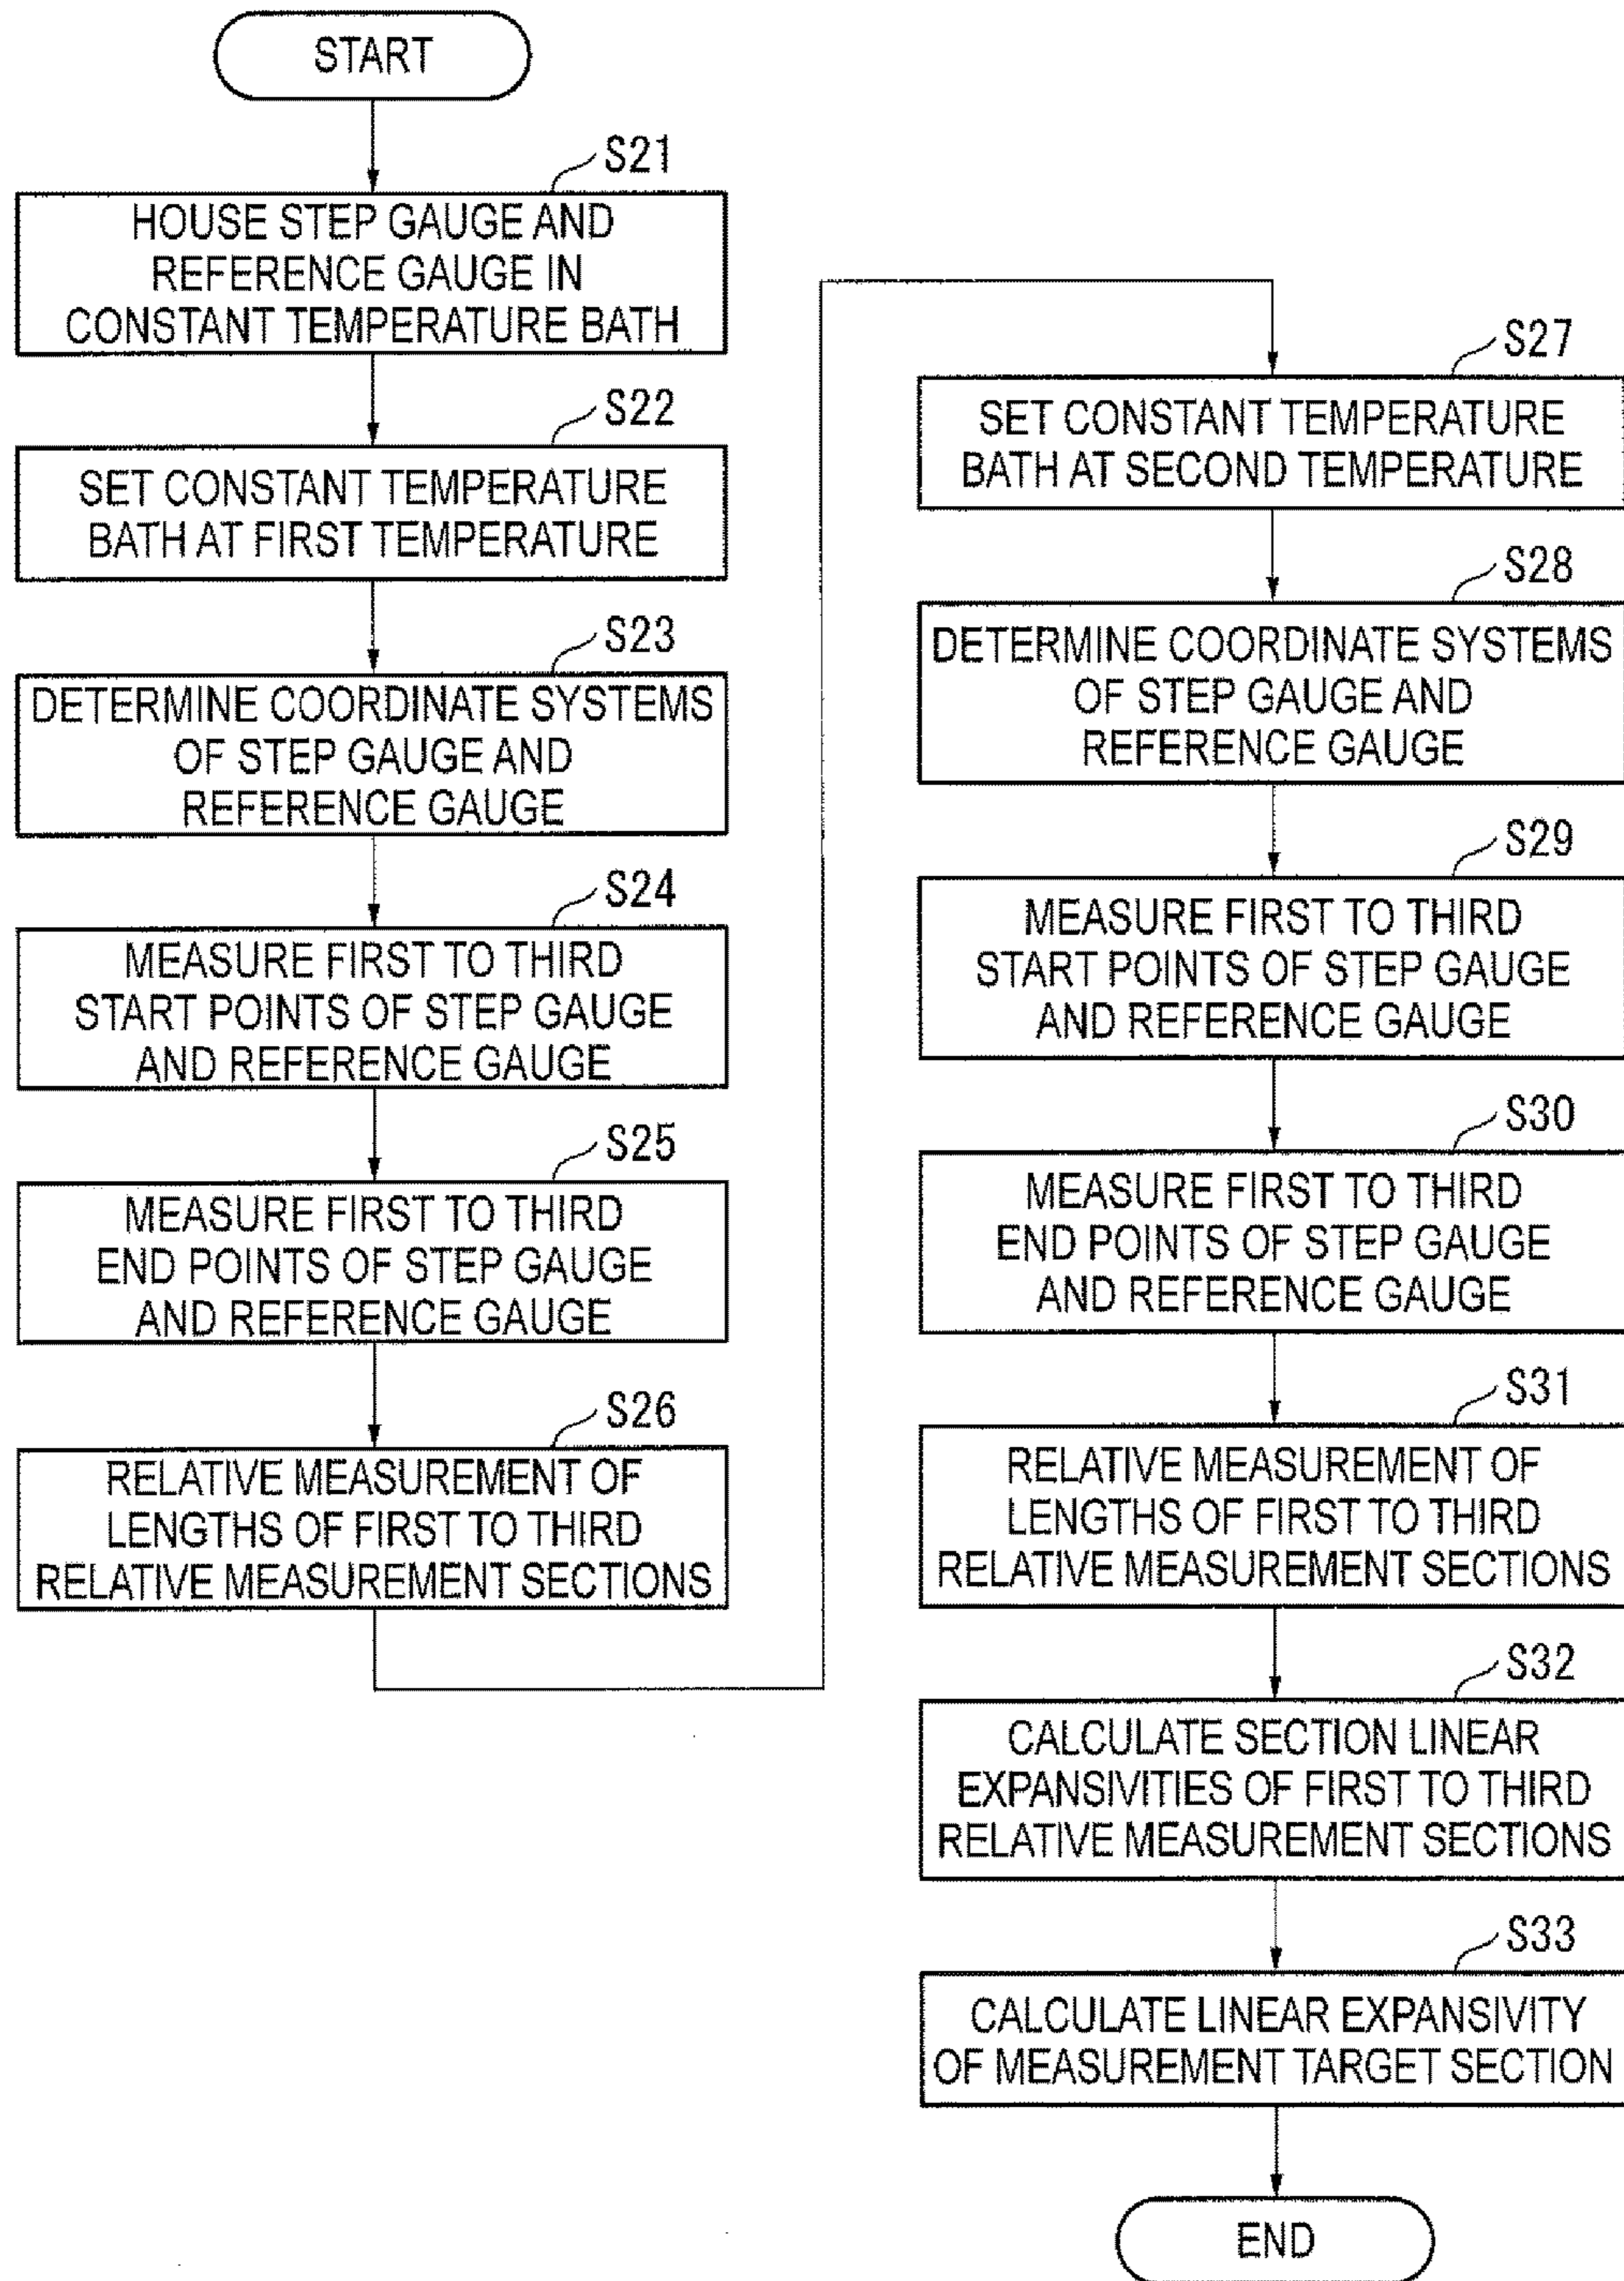 START
S21
HOUSE STEP GAUGE AND
REFERENCE GAUGE IN
CONSTANT TEMPERATURE BATH
S22
SET CONSTANT TEMPERATURE
BATH AT FIRST TEMPERATURE
S23
DETERMINE COORDINATE SYSTEMS
OF STEP GAUGE AND
REFERENCE GAUGE
S24
MEASURE FIRST TO THIRD
START POINTS OF STEP GAUGE
AND REFERENCE GAUGE
S25
MEASURE FIRST TO THIRD
END POINTS OF STEP GAUGE
AND REFERENCE GAUGE
S26
RELATIVE MEASUREMENT OF
LENGTHS OF FIRST TO THIRD
RELATIVE MEASUREMENT SECTIONS
S27
SET CONSTANT TEMPERATURE
BATH AT SECOND TEMPERATURE
S28
DETERMINE COORDINATE SYSTEMS
OF STEP GAUGE AND
REFERENCE GAUGE
S29
MEASURE FIRST TO THIRD
START POINTS OF STEP GAUGE
AND REFERENCE GAUGE
S30
MEASURE FIRST TO THIRD
END POINTS OF STEP GAUGE
AND REFERENCE GAUGE
S31
RELATIVE MEASUREMENT OF
LENGTHS OF FIRST TO THIRD
RELATIVE MEASUREMENT SECTIONS
S32
CALCULATE SECTION LINEAR
EXPANSIVITIES OF FIRST TO THIRD
RELATIVE MEASUREMENT SECTIONS
S33
CALCULATE LINEAR EXPANSIVITY
OF MEASUREMENT TARGET SECTION
END